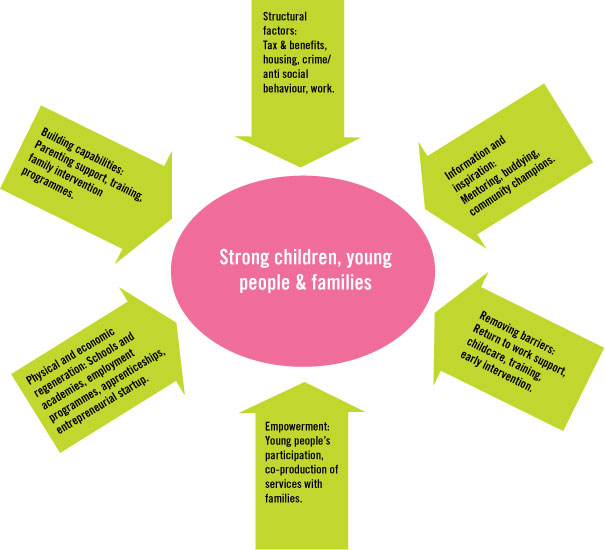 Structural
factors:
Tax & benefits,
housing, crime/
anti social
behaviour, work.
Building capabilities:
Parenting support, training,
family intervention
programmes.
Information and
inspiration:
Mentoring, buddying,
community champions.
Strong children, young
people & families
Physical and economic
regeneration: Schools and
academies, employment
programmes, apprenticeships,
entrepreneurial startup.
Removing barriers:
Return to work support,
childcare, training,
early intervention.
Empowerment:
Young people’s
participation,
co-production of
services with
families.